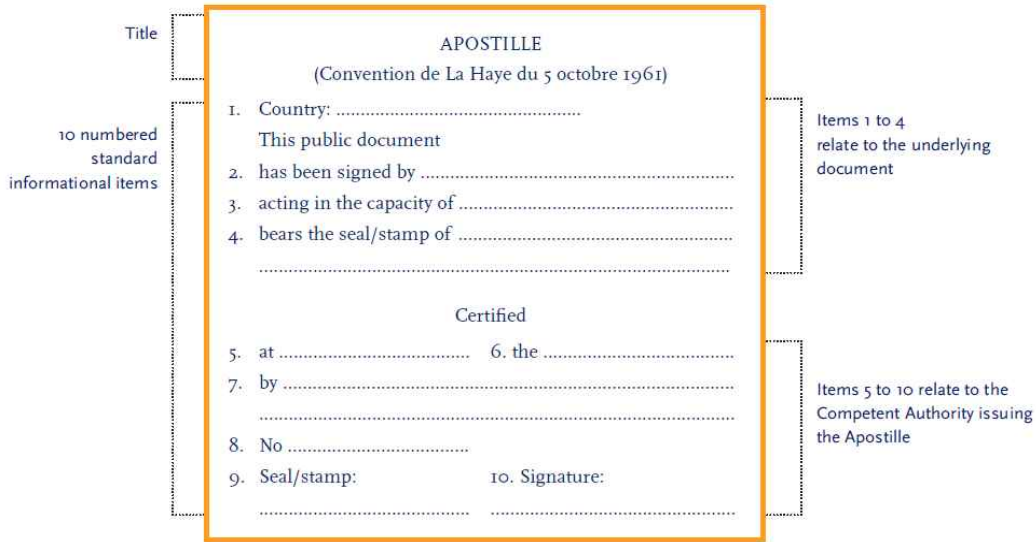 Title
APOSTILLE
(Convention de La Haye du 5 octobre 1961)
10 numbered
standard
informational items
1. Country: ................................................
This public document
2. has been signed by ..............................................................
3. acting in the capacity of ......................................................
4. bears the seal/stamp of ......................................................
.............................................................................................
Items 1 to 4
relate to the underlying
document
Certified
5. at ..................................... 6. the .....................................
7. by .........................................................................................
..............................................................................................
8. No ....................................
9. Seal/stamp: 10. Signature:
......................................... ................................................
Items 5 to 10 relate to the
Competent Authority issuing
the Apostille